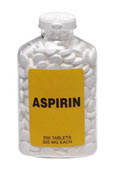 ASPIRIN
250 TABLETS
325 MG EACH